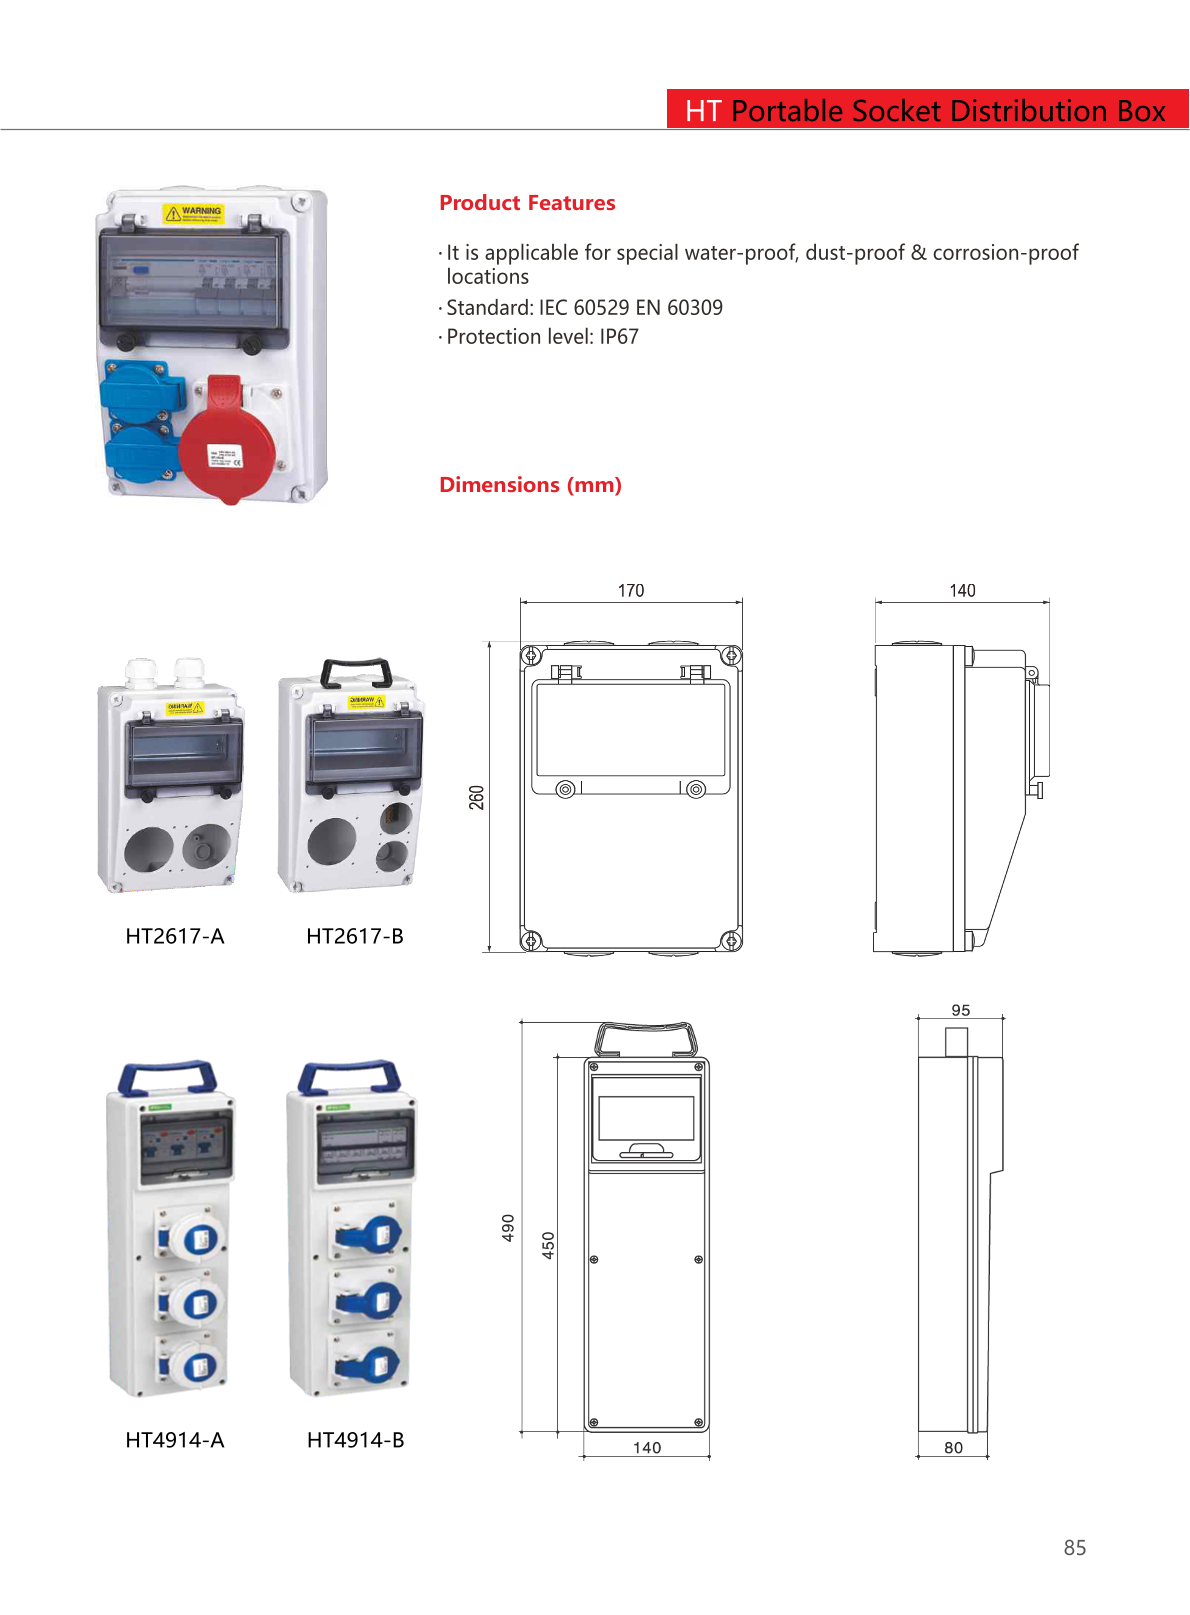 HT Portable Socket Distribution Box
WARNING
Product Features
· It is applicable for special water-proof, dust-proof & corrosion-proof
locations
· Standard: IEC 60529 EN 60309
· Protection level: IP67
Dimensions (mm)
170
140
260
WARNING
WARNING
HT2617-A
HT2617-B
95
490
450
140
80
HT4914-A
HT4914-B
85